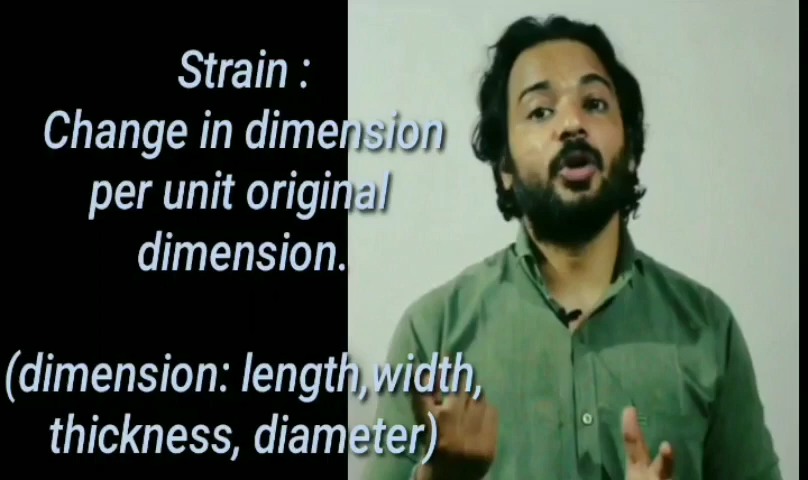 Strain :
Change in dimension
per unit original
dimension.
(dimension: length,width,
thickness, diameter)